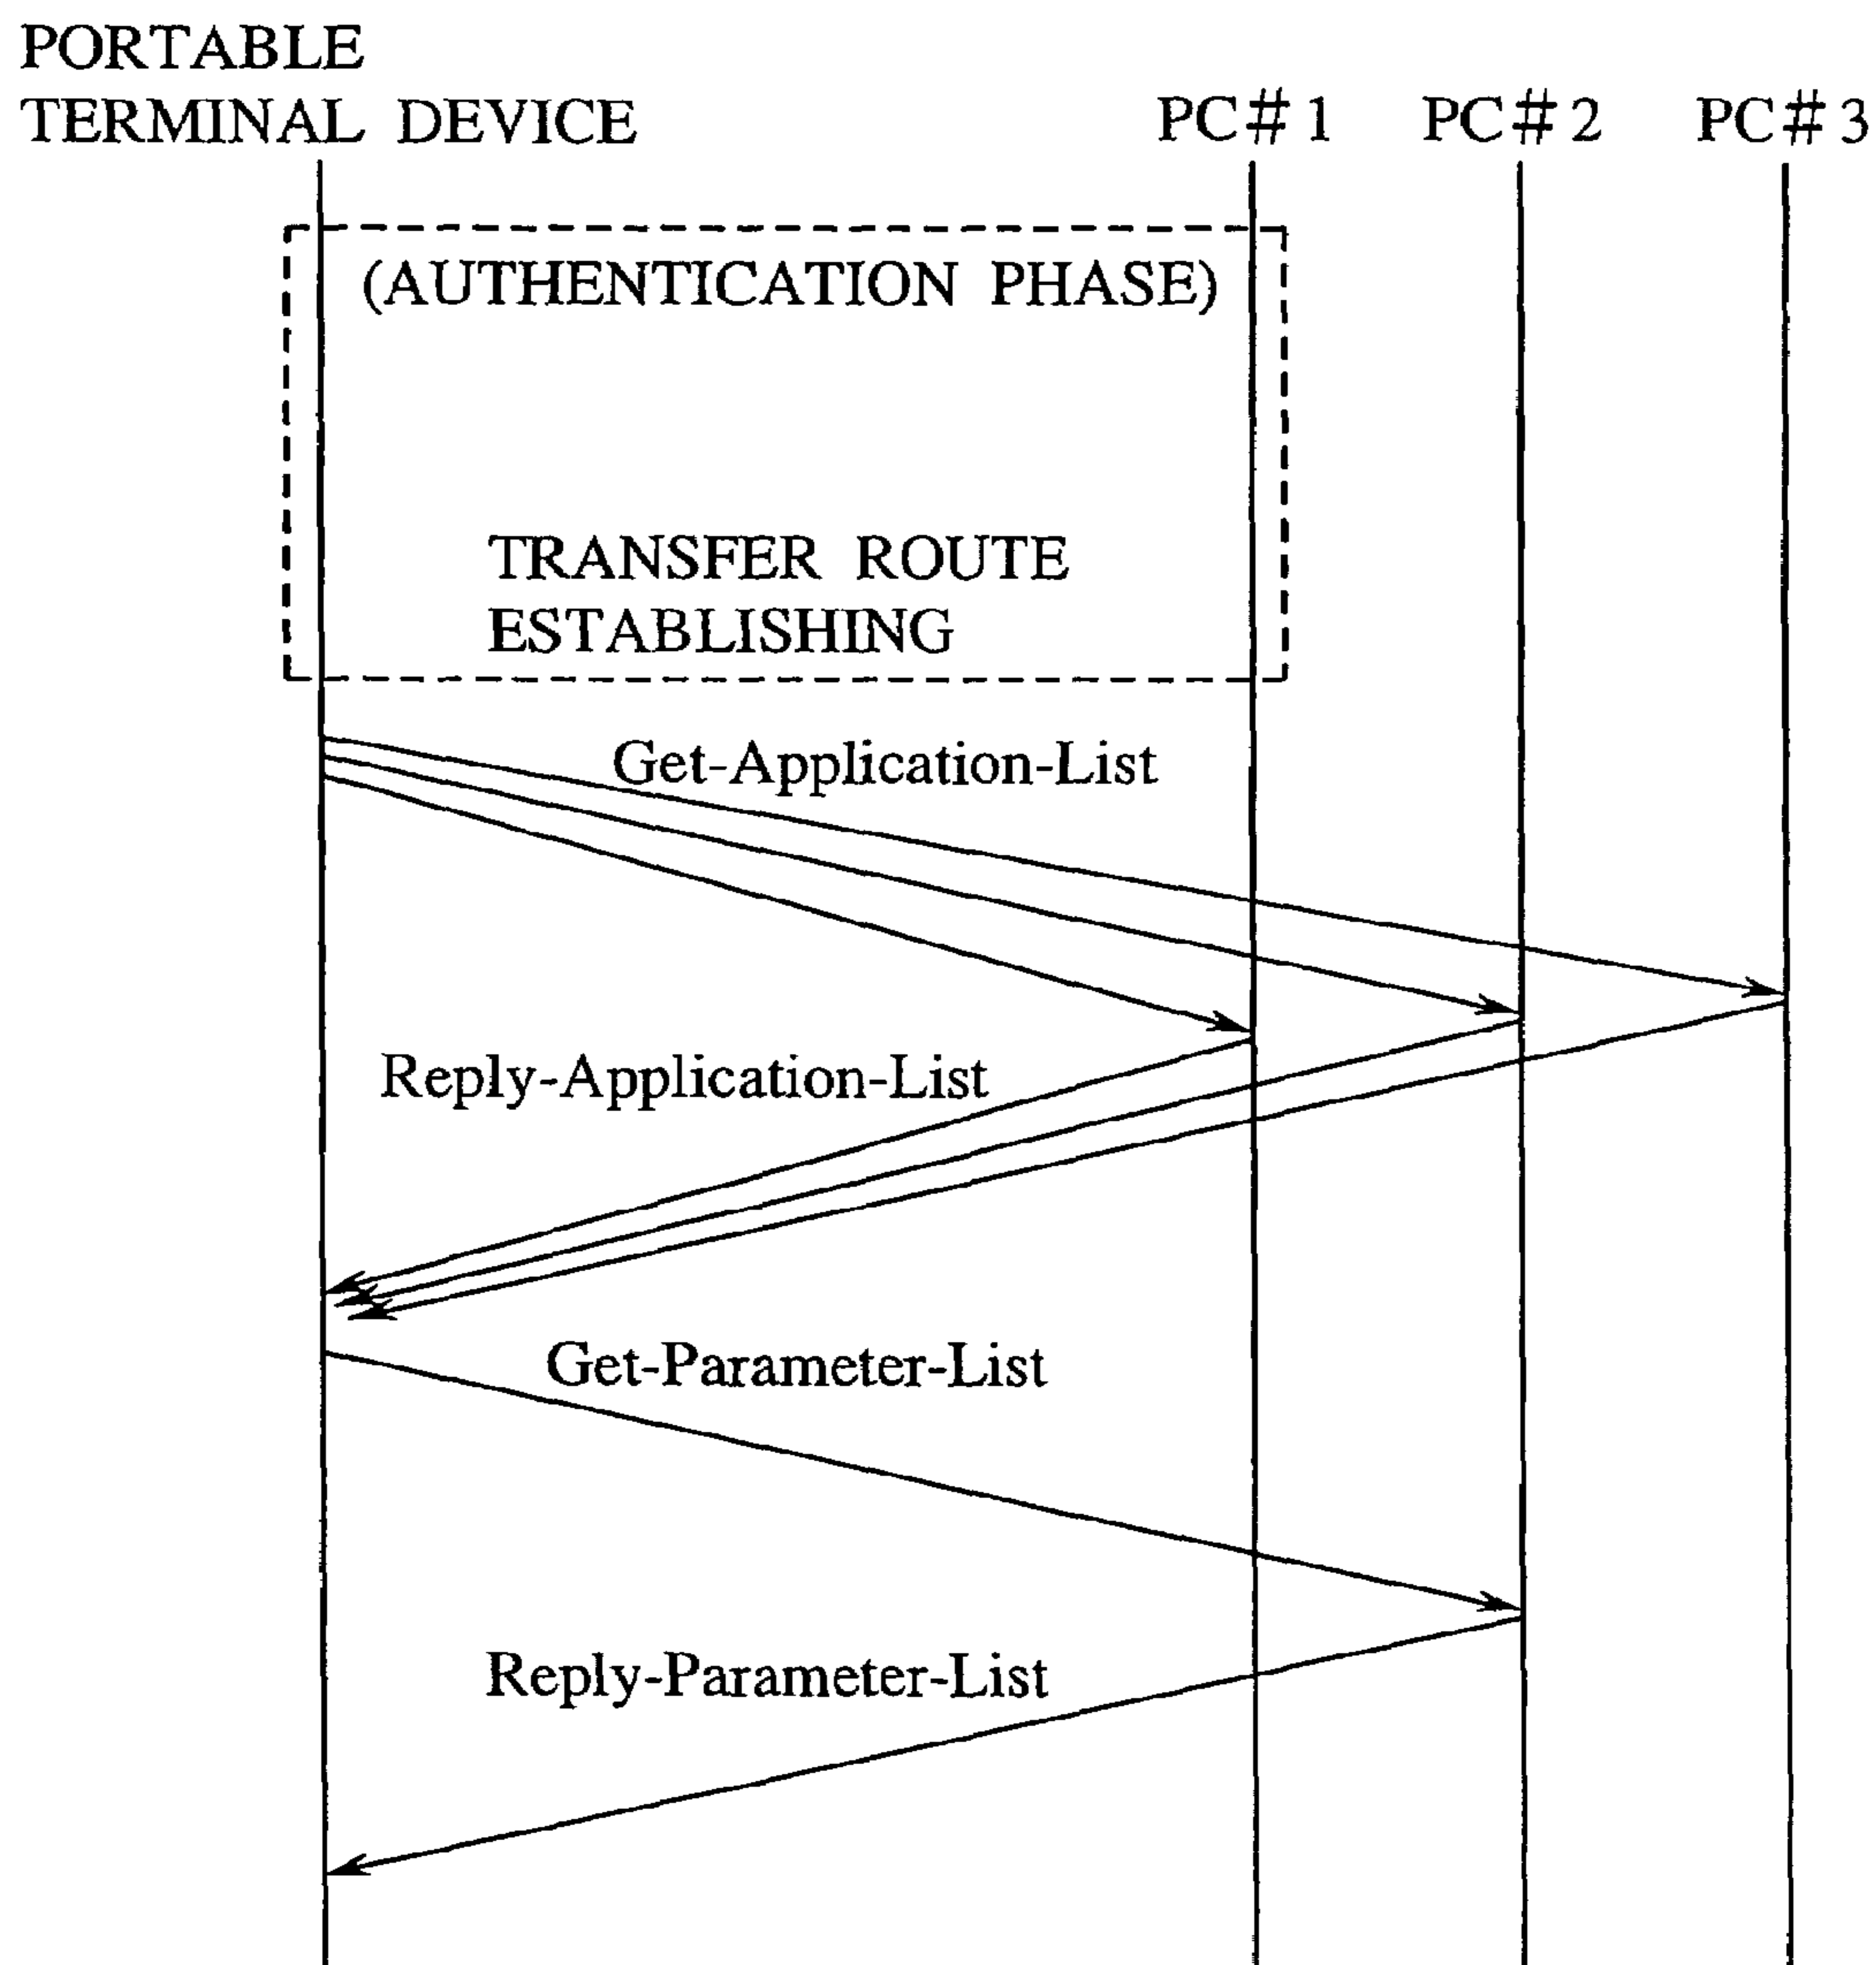 PORTABLE
TERMINAL DEVICE
PC#1
PC#2
PC#3
(AUTHENTICATION PHASE)
TRANSFER ROUTE
ESTABLISHING
Get-Application-List
Reply-Application-List
Get-Parameter-List
Reply-Parameter-List